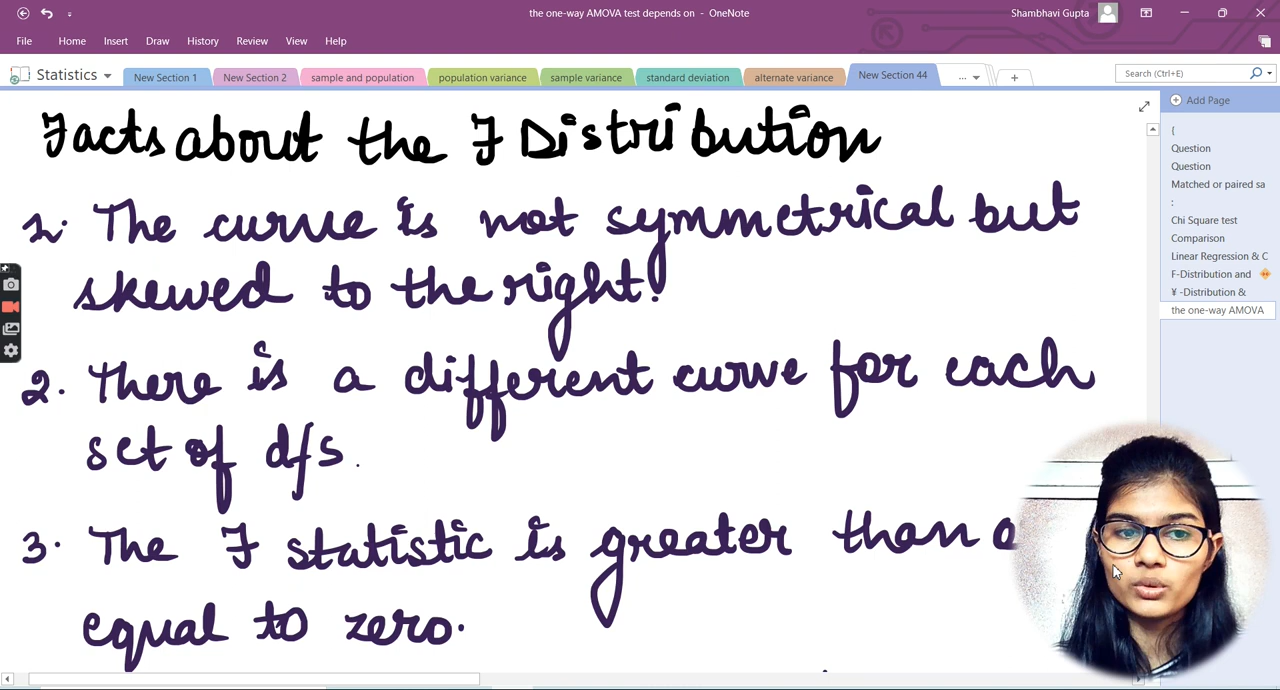 the one-way AMOVA test depends on - OneNote
Shambhavi Gupta
File Home Insert Draw History Review View Help
Statistics
New Section 1
New Section 2
sample and population
population variance
sample variance
standard deviation
alternate variance
New Section 44
...
Search (Ctrl+E)
Add Page
{
Question
Question
Matched or paired sa
:
Chi Square test
Comparison
Linear Regression & C
F-Distribution and
¥ -Distribution &
the one-way AMOVA
Facts about the F Distribution
1. The curve is not symmetrical but
skewed to the right.
2. There is a different curve for each
set of dfs.
3. The F statistic is greater than o
equal to zero.